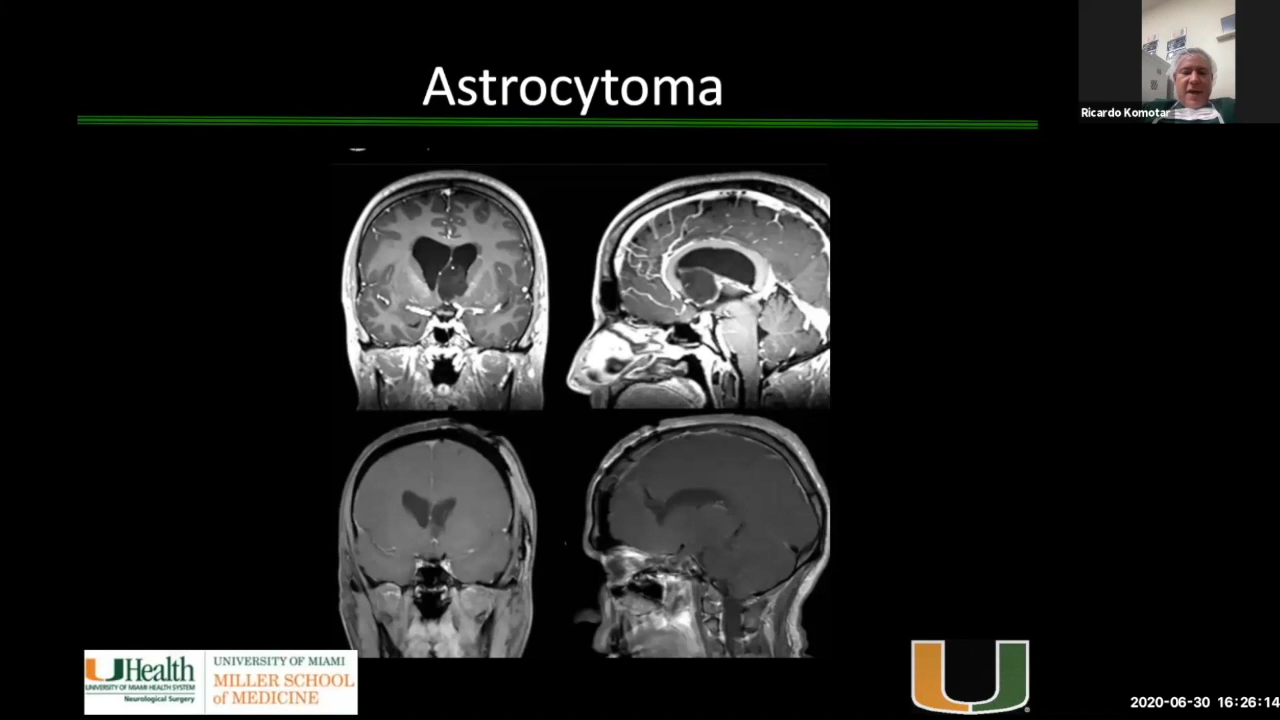 Astrocytoma
Ricardo Komotar
UHealth
UNIVERSITY OF MIAMI HEALTH SYSTEM
Neurological Surgery
UNIVERSITY OF MIAMI
MILLER SCHOOL
of MEDICINE
U
2020-06-30 16:26:14